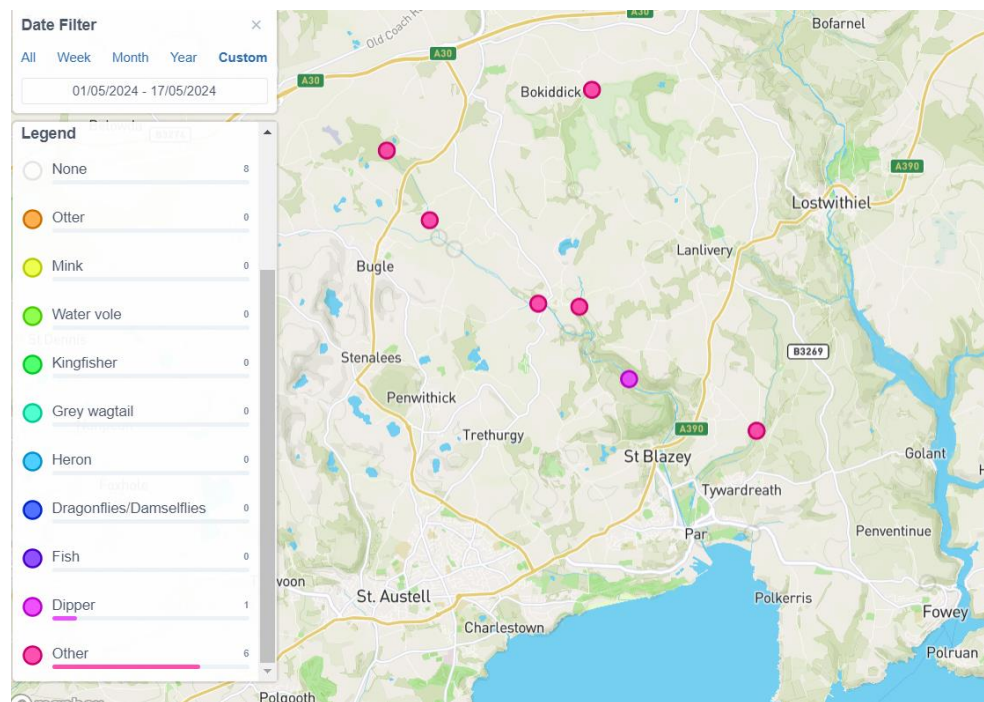 Date Filter ×
All Week Month Year Custom
01/05/2024 - 17/05/2024
Legend
None 8
Otter 0
Mink 0
Water vole 0
Kingfisher 0
Grey wagtail 0
Heron 0
Dragonflies/Damselflies 0
Fish 0
Dipper 1
Other 6
Old Coach
A30
A30
A30
Bofarnel
Bokiddick
A390
Lostwithiel
Lanlivery
Bugle
B3269
Stenalees
Penwithick
Trethurgy
A390
St Blazey
Golant
Tywardreath
Par
Penventine
voon
St. Austell
Polkerris
Fowey
Charlestown
Polruan
Polgooth